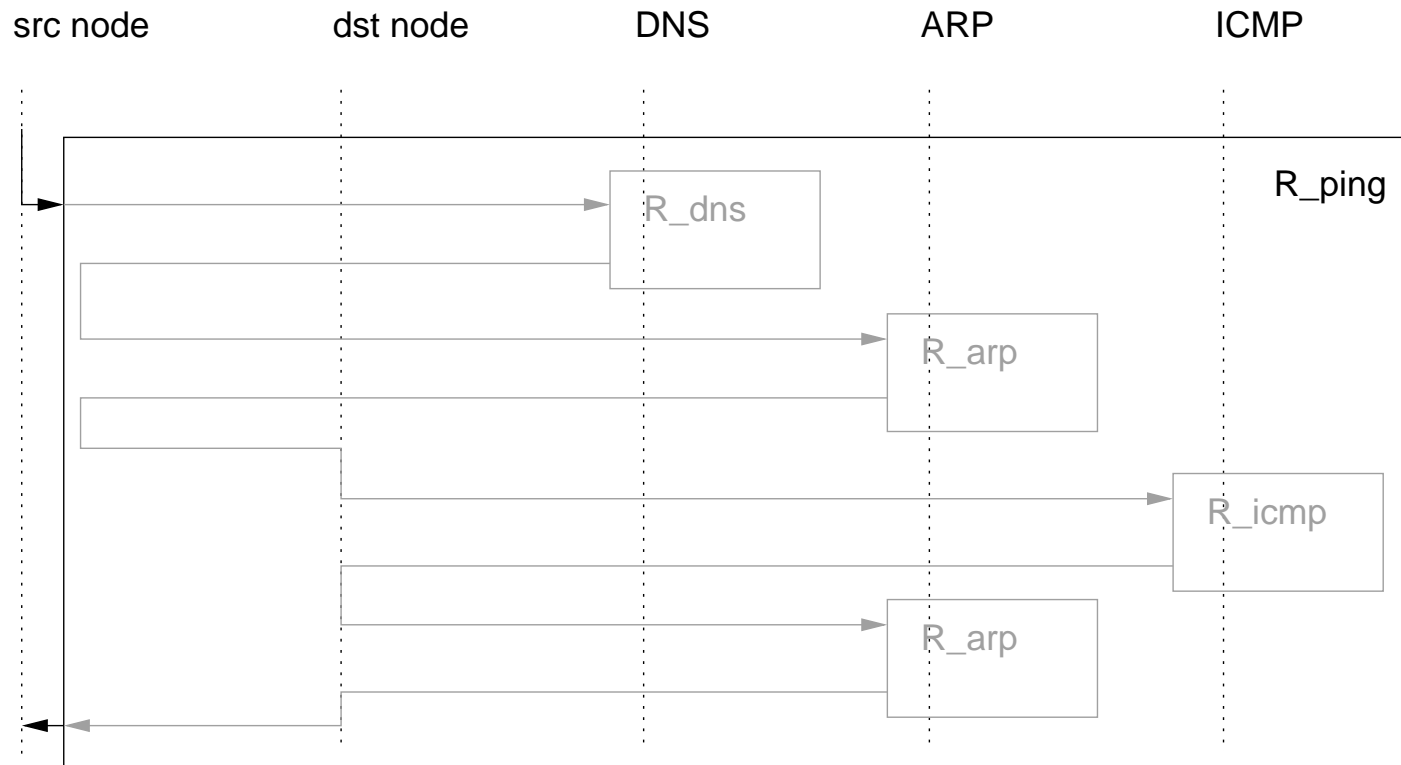 src node
dst node
DNS
ARP
ICMP
R_ping
R_dns
R_arp
R_icmp
R_arp